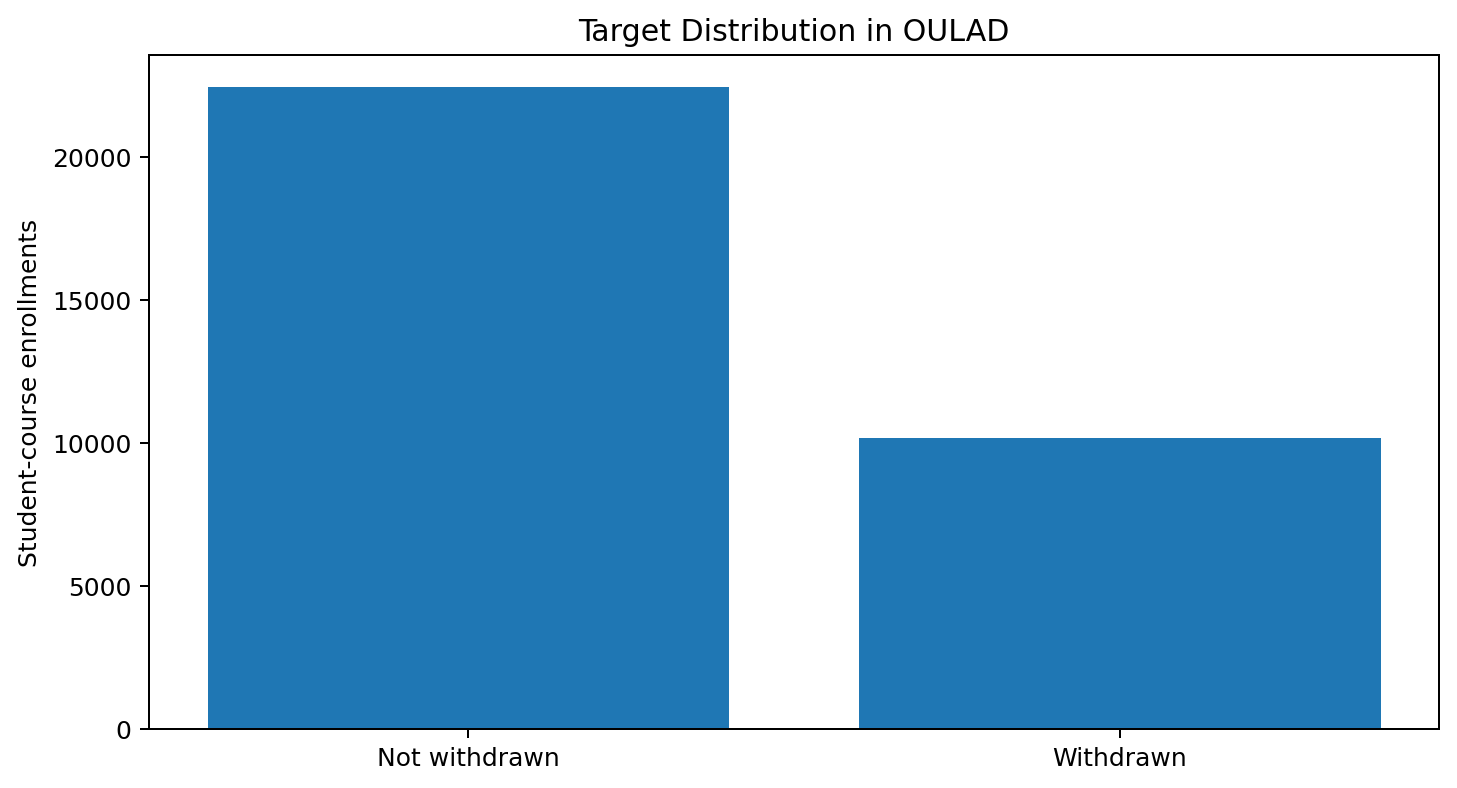 Target Distribution in OULAD
Student-course enrollments
20000
15000
10000
5000
0
Not withdrawn
Withdrawn